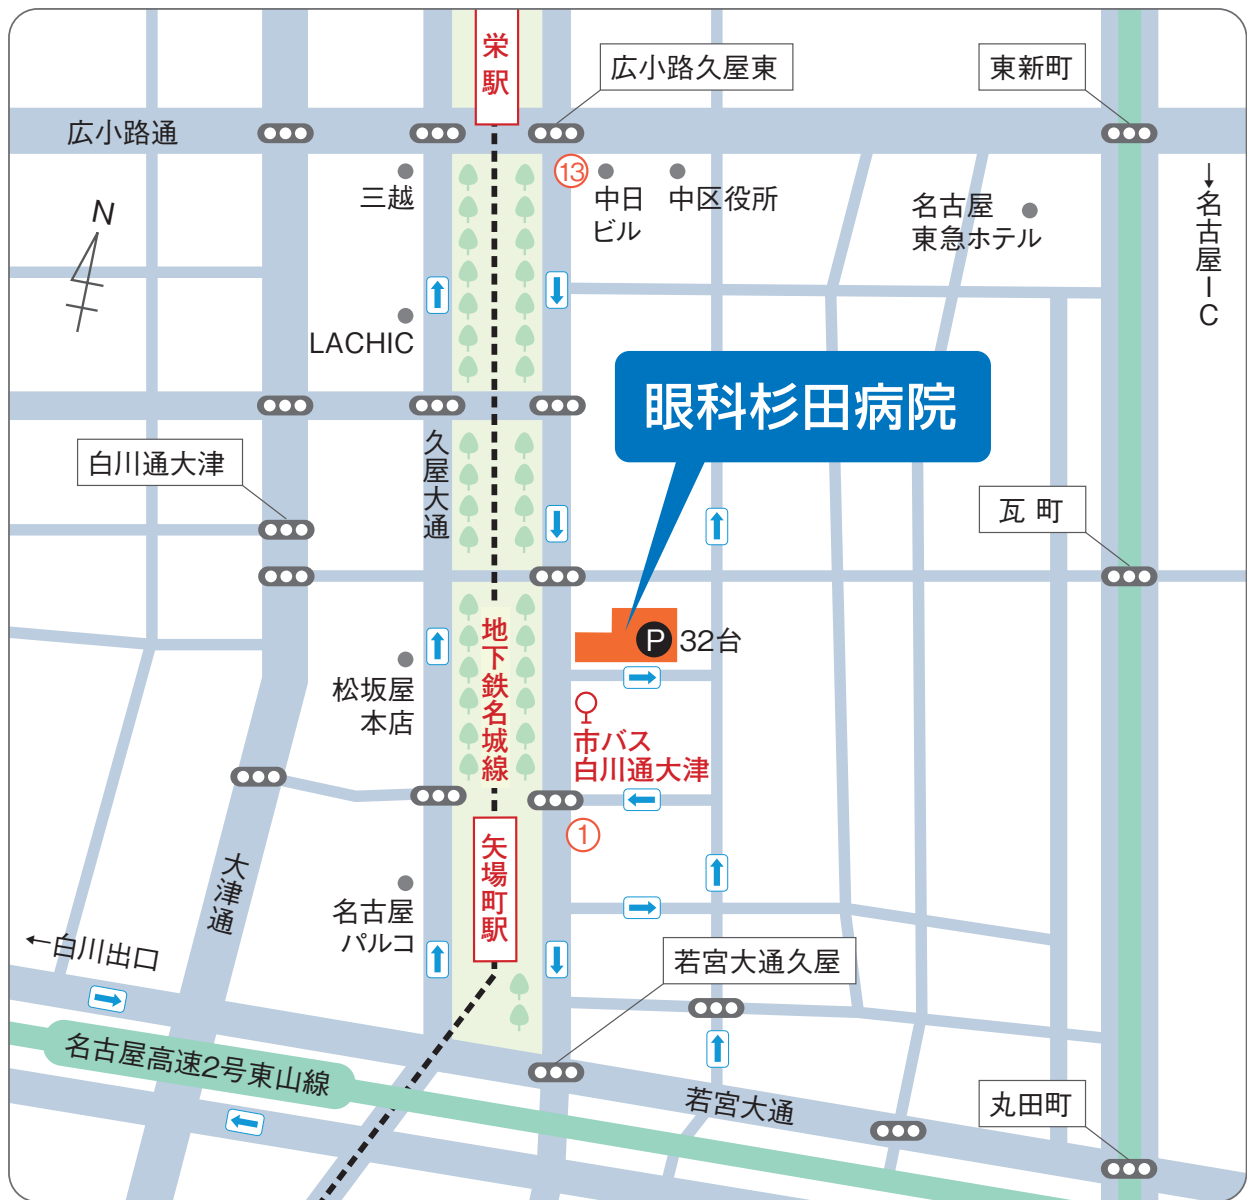 栄駅
広小路久屋東
東新町
広小路通
13
三越
中日
ビル
中区役所
名古屋
東急ホテル
↓名古屋IC
N
LACHIC
眼科杉田病院
久屋大通
白川通大津
瓦町
P 32台
地下鉄名城線
松坂屋
本店
市バス
白川通大津
1
矢場町駅
大津通
名古屋
パルコ
←白川出口
若宮大通久屋
名古屋高速2号東山線
若宮大通
丸田町